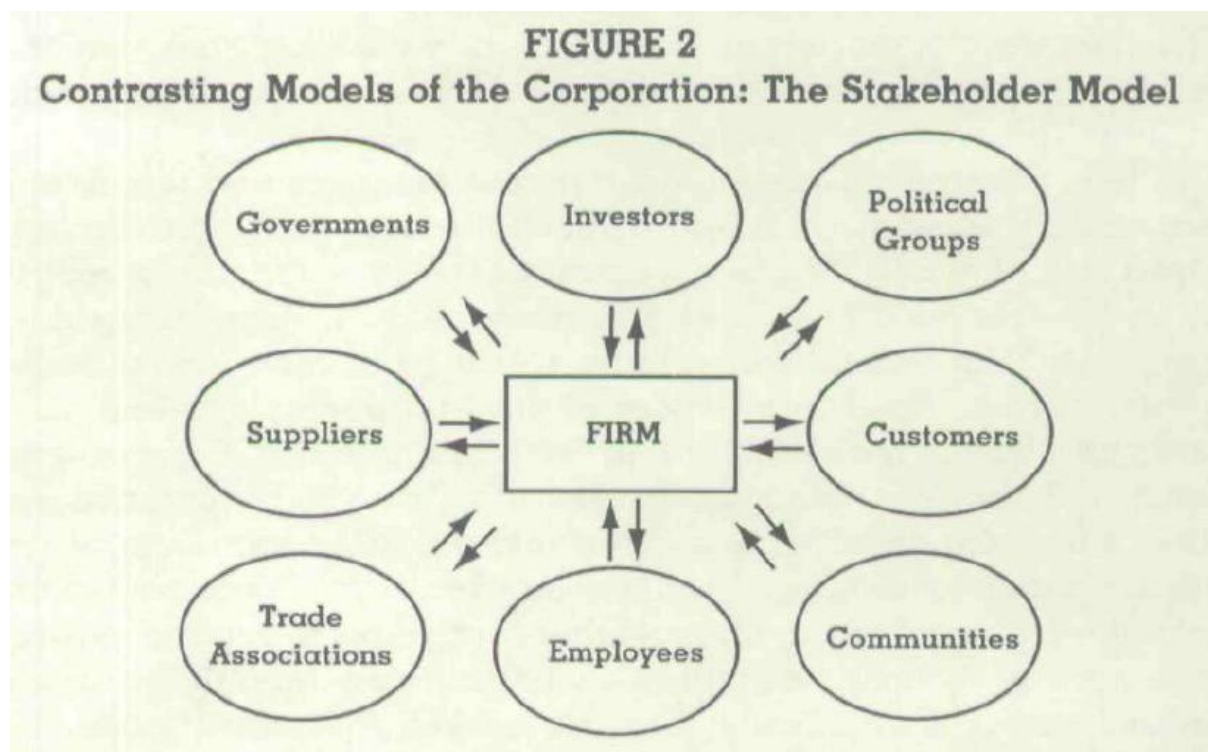 FIGURE 2
Contrasting Models of the Corporation: The Stakeholder Model
Governments
Investors
Political
Groups
Suppliers
FIRM
Customers
Trade
Associations
Employees
Communities